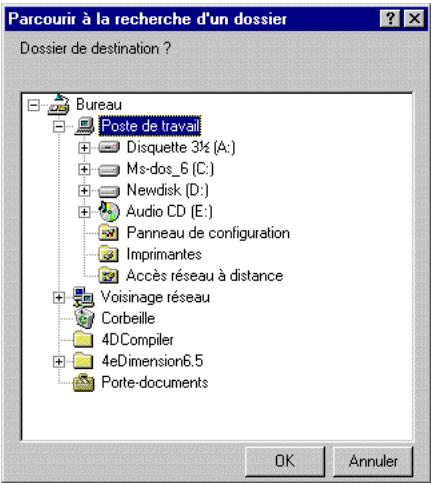 Parcourir à la recherche d'un dossier
Dossier de destination ?
Bureau
Poste de travail
Disquette 3½ (A:)
Ms-dos_6 (C:)
Newdisk (D:)
Audio CD (E:)
Panneau de configuration
Imprimantes
Accès réseau à distance
Voisinage réseau
Corbeille
4DCompiler
4eDimension6.5
Porte-documents
OK Annuler